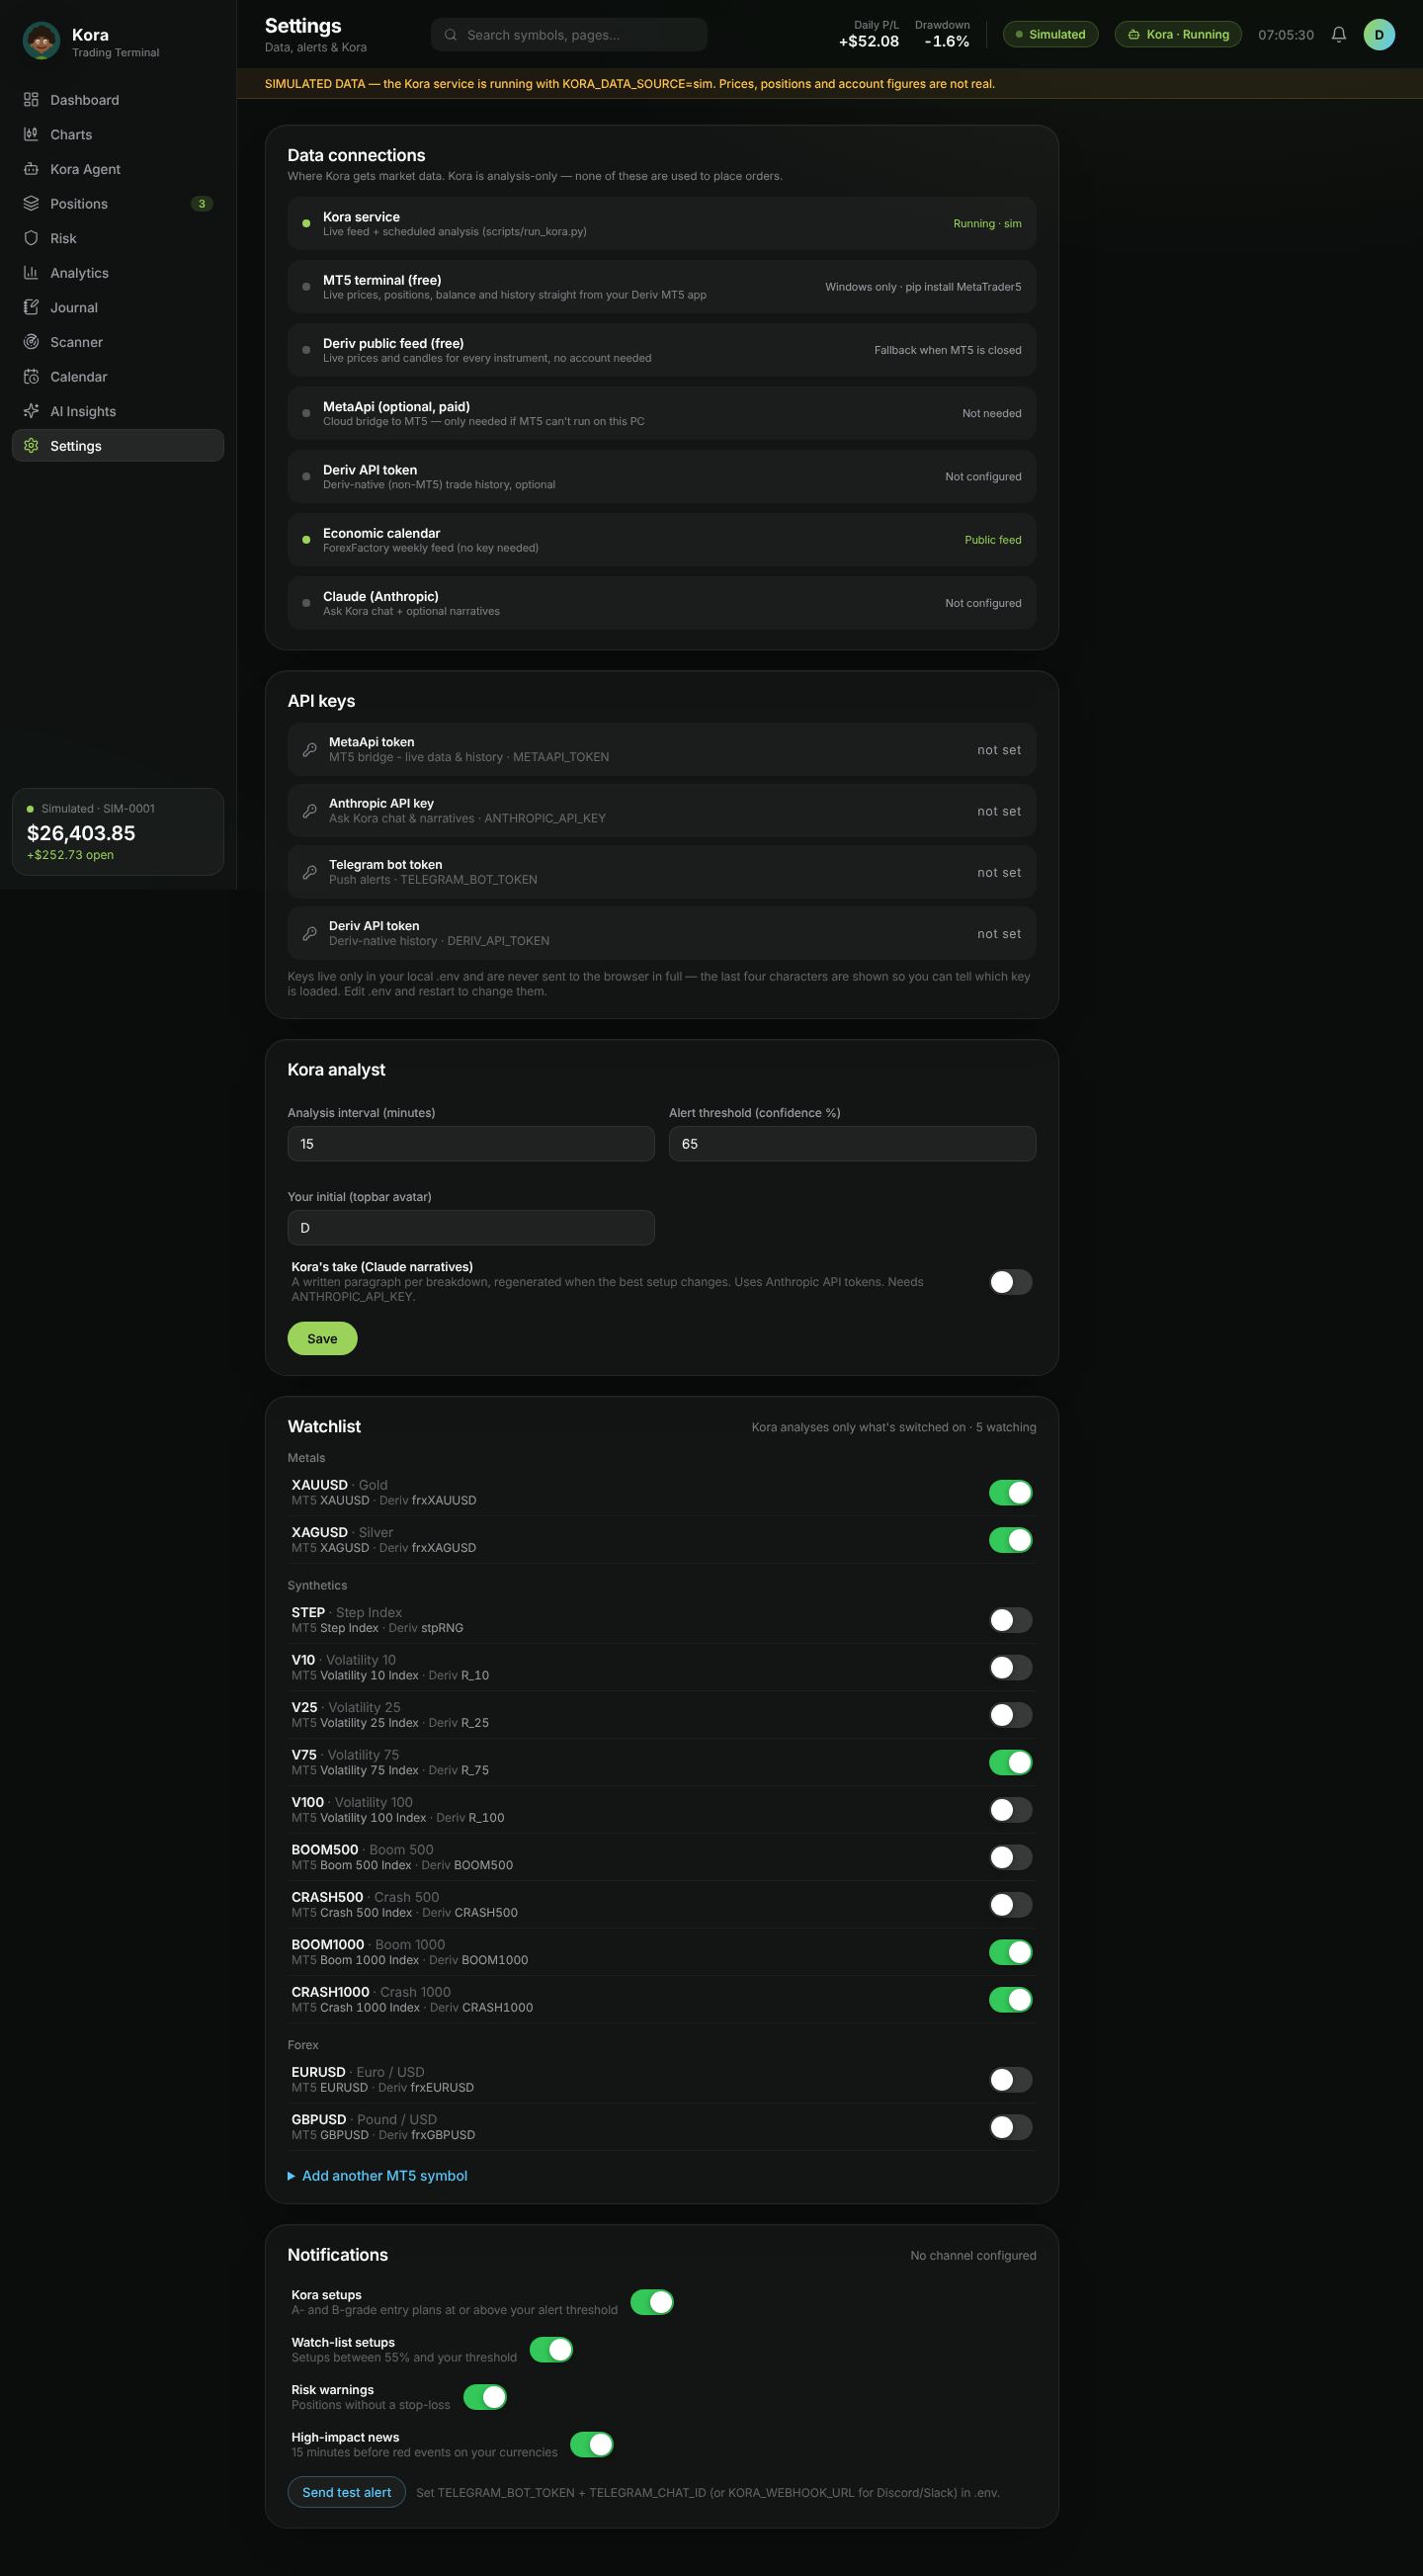 Kora
Trading Terminal
Dashboard
Charts
Kora Agent
Positions 3
Risk
Analytics
Journal
Scanner
Calendar
AI Insights
Settings
Simulated · SIM-0001
$26,403.85
+$252.73 open
Settings
Data, alerts & Kora
Search symbols, pages...
Daily P/L
+$52.08
Drawdown
-1.6%
Simulated
Kora · Running
07:05:30
D
SIMULATED DATA — the Kora service is running with KORA_DATA_SOURCE=sim. Prices, positions and account figures are not real.
Data connections
Where Kora gets market data. Kora is analysis-only — none of these are used to place orders.
Kora service
Live feed + scheduled analysis (scripts/run_kora.py)
Running · sim
MT5 terminal (free)
Live prices, positions, balance and history straight from your Deriv MT5 app
Windows only · pip install MetaTrader5
Deriv public feed (free)
Live prices and candles for every instrument, no account needed
Fallback when MT5 is closed
MetaApi (optional, paid)
Cloud bridge to MT5 — only needed if MT5 can't run on this PC
Not needed
Deriv API token
Deriv-native (non-MT5) trade history, optional
Not configured
Economic calendar
ForexFactory weekly feed (no key needed)
Public feed
Claude (Anthropic)
Ask Kora chat + optional narratives
Not configured
API keys
MetaApi token
MT5 bridge - live data & history · METAAPI_TOKEN
not set
Anthropic API key
Ask Kora chat & narratives · ANTHROPIC_API_KEY
not set
Telegram bot token
Push alerts · TELEGRAM_BOT_TOKEN
not set
Deriv API token
Deriv-native history · DERIV_API_TOKEN
not set
Keys live only in your local .env and are never sent to the browser in full — the last four characters are shown so you can tell which key
is loaded. Edit .env and restart to change them.
Kora analyst
Analysis interval (minutes)
15
Alert threshold (confidence %)
65
Your initial (topbar avatar)
D
Kora's take (Claude narratives)
A written paragraph per breakdown, regenerated when the best setup changes. Uses Anthropic API tokens. Needs
ANTHROPIC_API_KEY.
Save
Watchlist
Kora analyses only what's switched on · 5 watching
Metals
XAUUSD · Gold
MT5 XAUUSD · Deriv frxXAUUSD
XAGUSD · Silver
MT5 XAGUSD · Deriv frxXAGUSD
Synthetics
STEP · Step Index
MT5 Step Index · Deriv stpRNG
V10 · Volatility 10
MT5 Volatility 10 Index · Deriv R_10
V25 · Volatility 25
MT5 Volatility 25 Index · Deriv R_25
V75 · Volatility 75
MT5 Volatility 75 Index · Deriv R_75
V100 · Volatility 100
MT5 Volatility 100 Index · Deriv R_100
BOOM500 · Boom 500
MT5 Boom 500 Index · Deriv BOOM500
CRASH500 · Crash 500
MT5 Crash 500 Index · Deriv CRASH500
BOOM1000 · Boom 1000
MT5 Boom 1000 Index · Deriv BOOM1000
CRASH1000 · Crash 1000
MT5 Crash 1000 Index · Deriv CRASH1000
Forex
EURUSD · Euro / USD
MT5 EURUSD · Deriv frxEURUSD
GBPUSD · Pound / USD
MT5 GBPUSD · Deriv frxGBPUSD
Add another MT5 symbol
Notifications
No channel configured
Kora setups
A- and B-grade entry plans at or above your alert threshold
Watch-list setups
Setups between 55% and your threshold
Risk warnings
Positions without a stop-loss
High-impact news
15 minutes before red events on your currencies
Send test alert
Set TELEGRAM_BOT_TOKEN + TELEGRAM_CHAT_ID (or KORA_WEBHOOK_URL for Discord/Slack) in .env.